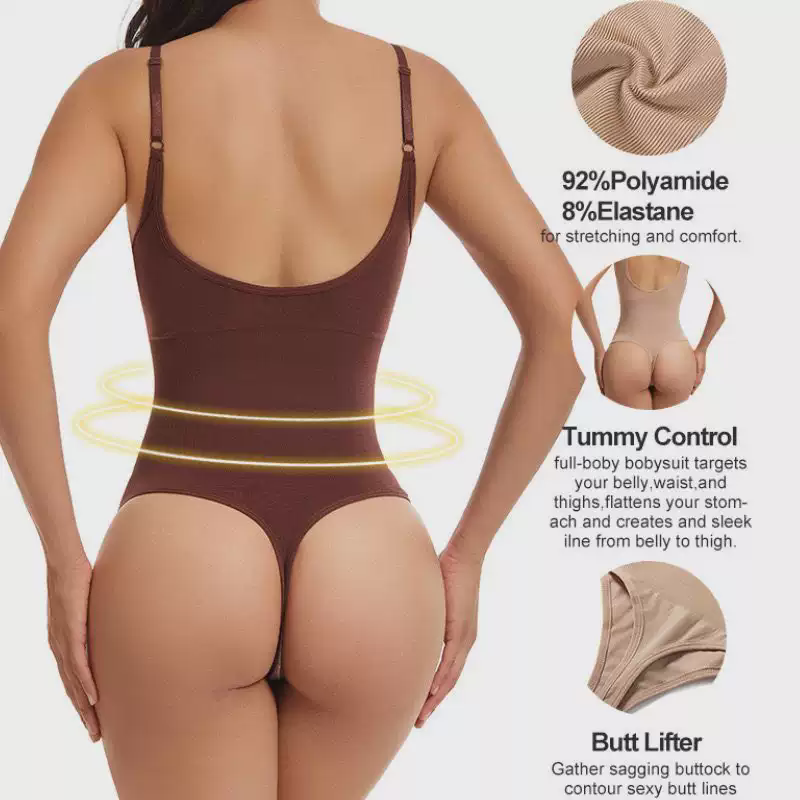 92%Polyamide
8%Elastane
for stretching and comfort.
Tummy Control
full-boby bobysuit targets
your belly,waist,and
thighs,flattens your stom-
ach and creates and sleek
ilne from belly to thigh.
Butt Lifter
Gather sagging buttock to
contour sexy butt lines